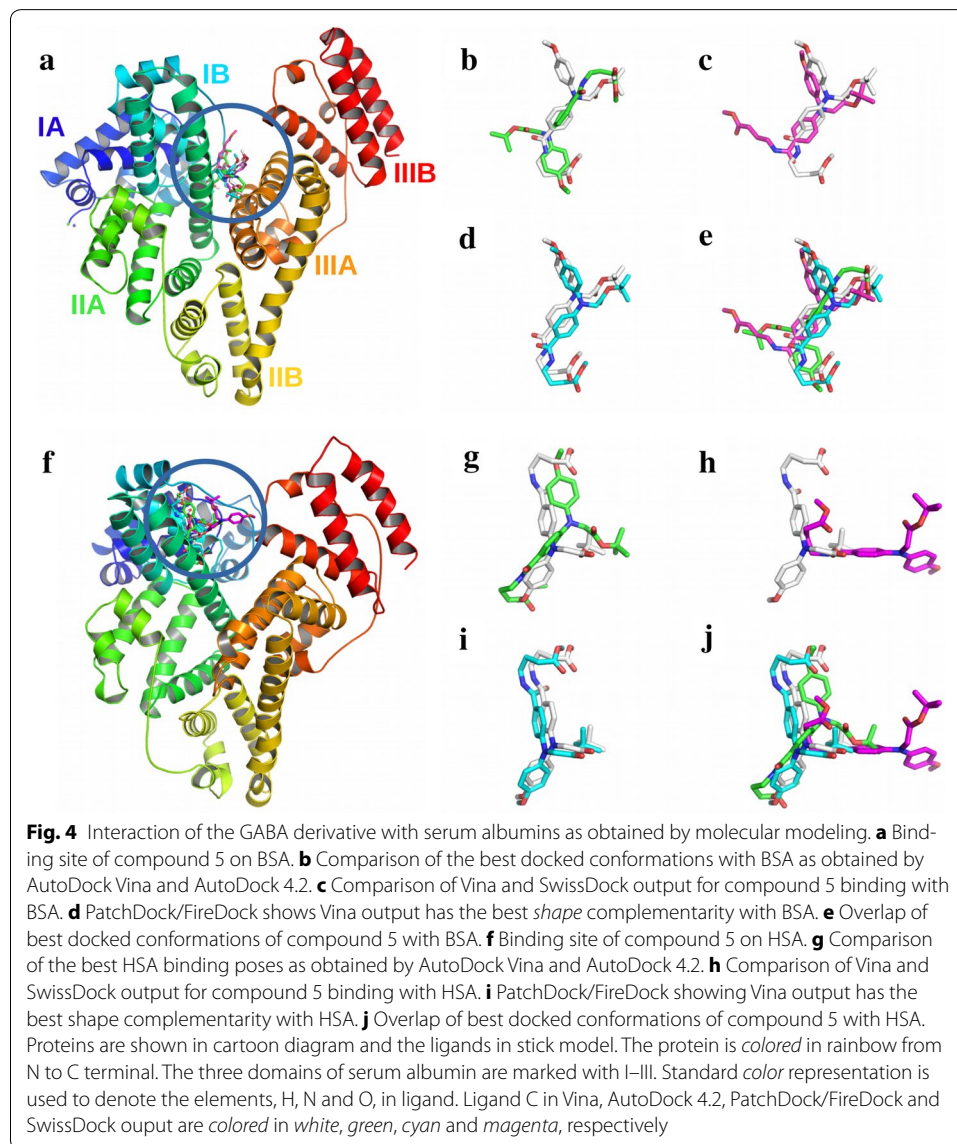 a
IB
IA
IIIB
IIIA
IIA
IIB
b
c
d
e
f
g
h
i
j
Fig. 4 Interaction of the GABA derivative with serum albumins as obtained by molecular modeling. a Bind-
ing site of compound 5 on BSA. b Comparison of the best docked conformations with BSA as obtained by
AutoDock Vina and AutoDock 4.2. c Comparison of Vina and SwissDock output for compound 5 binding with
BSA. d PatchDock/FireDock shows Vina output has the best shape complementarity with BSA. e Overlap of
best docked conformations of compound 5 with BSA. f Binding site of compound 5 on HSA. g Comparison
of the best HSA binding poses as obtained by AutoDock Vina and AutoDock 4.2. h Comparison of Vina and
SwissDock output for compound 5 binding with HSA. i PatchDock/FireDock showing Vina output has the
best shape complementarity with HSA. j Overlap of best docked conformations of compound 5 with HSA.
Proteins are shown in cartoon diagram and the ligands in stick model. The protein is colored in rainbow from
N to C terminal. The three domains of serum albumin are marked with I–III. Standard color representation is
used to denote the elements, H, N and O, in ligand. Ligand C in Vina, AutoDock 4.2, PatchDock/FireDock and
SwissDock ouput are colored in white, green, cyan and magenta, respectively